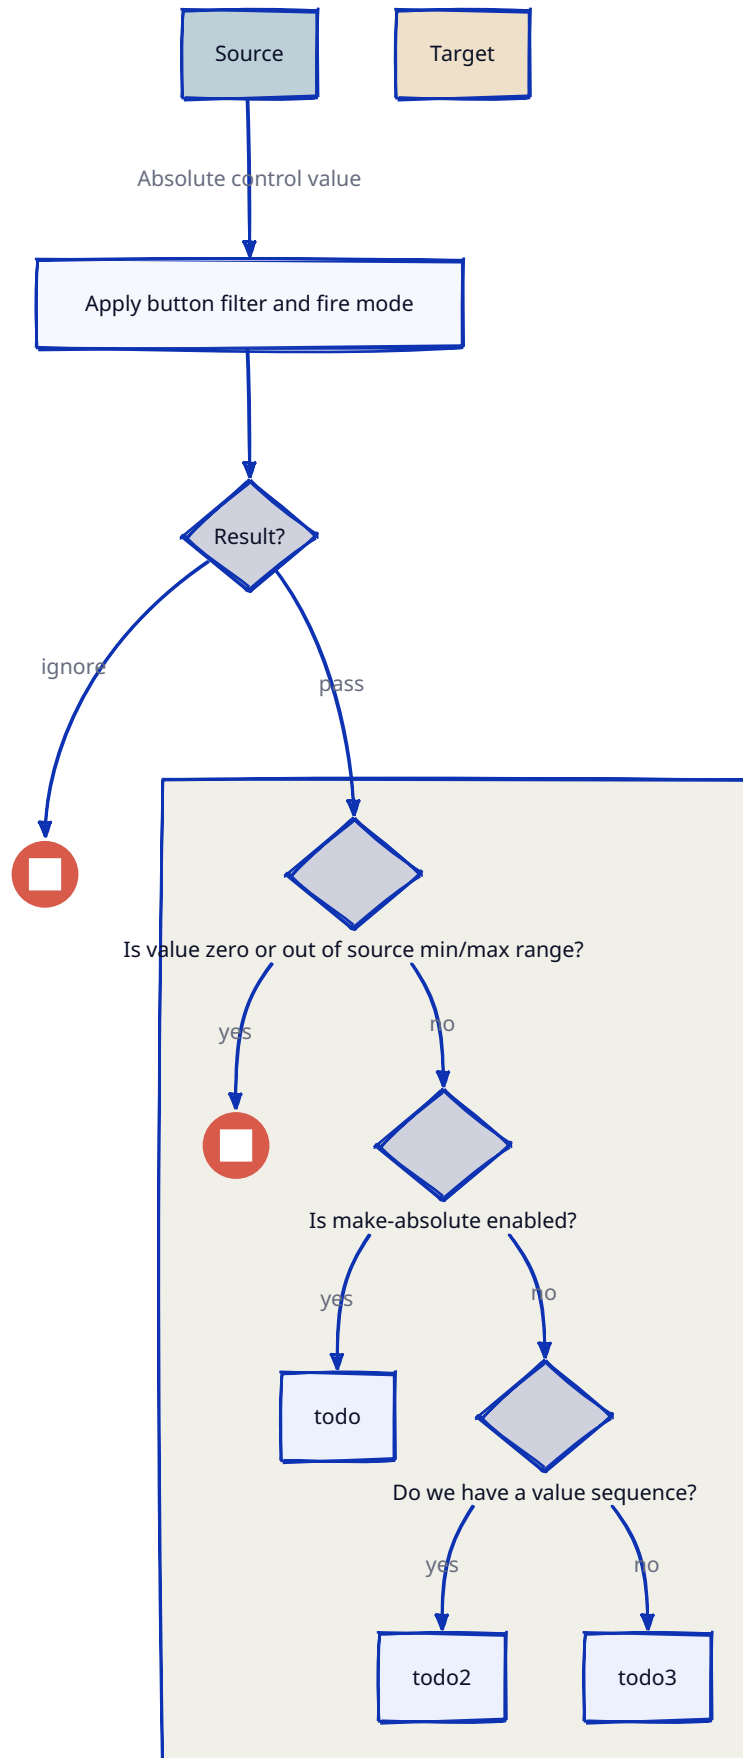 Source
Target
Absolute control value
Apply button filter and fire mode
Result?
ignore
pass
Is value zero or out of source min/max range?
yes
no
Is make-absolute enabled?
yes
no
todo
Do we have a value sequence?
yes
no
todo2
todo3